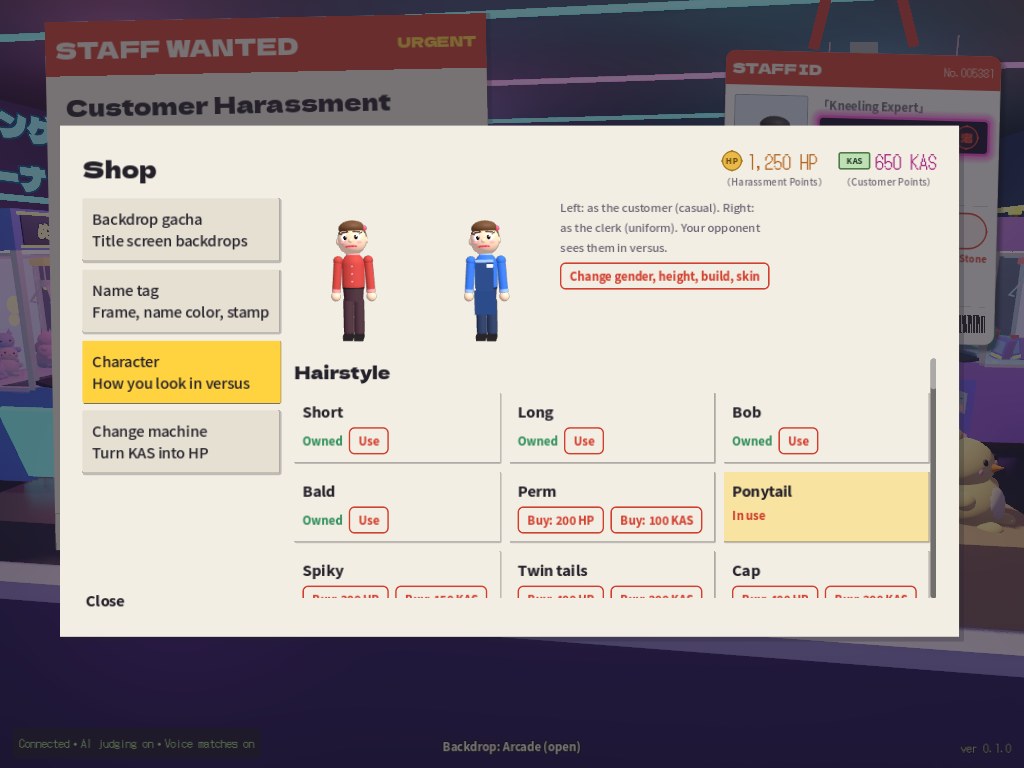 STAFF WANTED
URGENT
Customer Harassment
STAFF ID
No. 005381
「Kneeling Expert」
Shop
HP
1,250 HP
(Harassment Points)
KAS
650 KAS
(Customer Points)
Backdrop gacha
Title screen backdrops
Name tag
Frame, name color, stamp
Character
How you look in versus
Change machine
Turn KAS into HP
Close
Left: as the customer (casual). Right:
as the clerk (uniform). Your opponent
sees them in versus.
Change gender, height, build, skin
Hairstyle
Short
Owned Use
Long
Owned Use
Bob
Owned Use
Bald
Owned Use
Perm
Buy: 200 HP Buy: 100 KAS
Ponytail
In use
Spiky
Twin tails
Cap
Stone
Connected • AI judging on • Voice matches on
Backdrop: Arcade (open)
ver 0.1.0